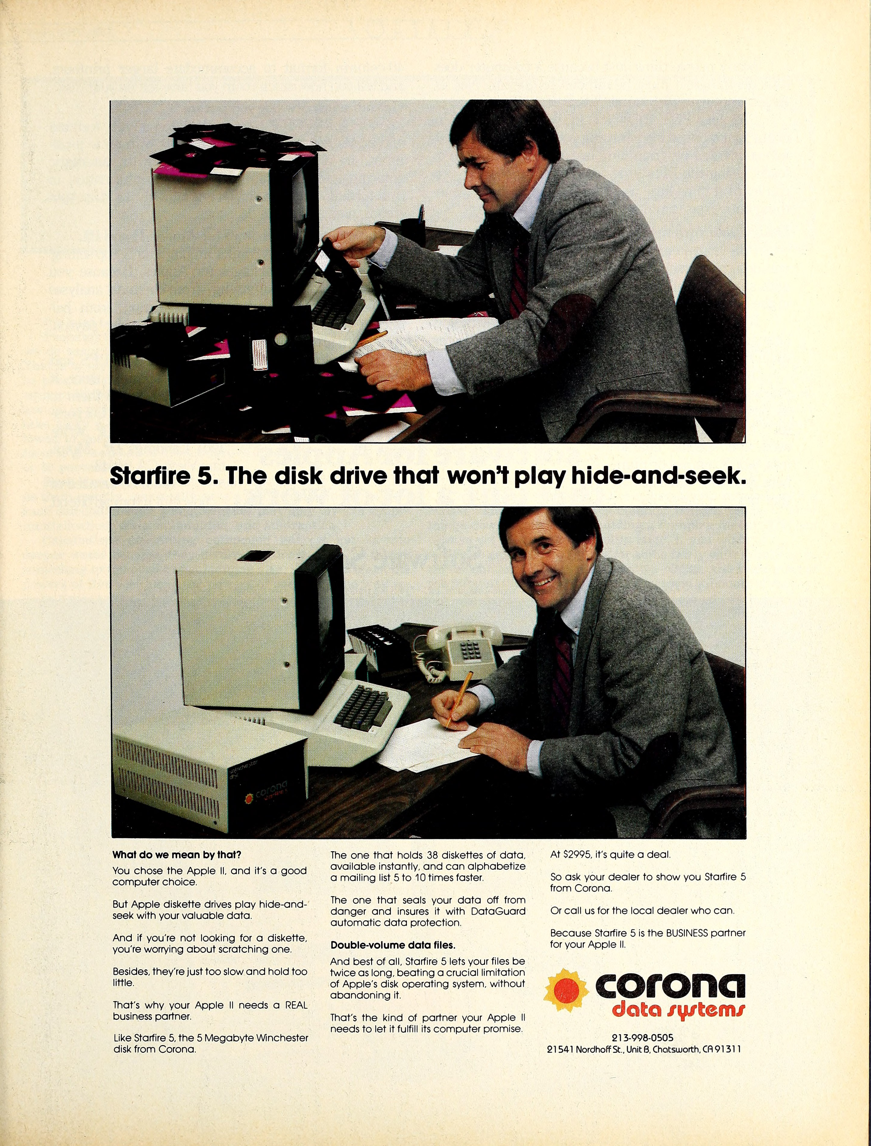 Starfire 5. The disk drive that won't play hide-and-seek.
corona
What do we mean by that?
You chose the Apple II, and it's a good
computer choice.
But Apple diskette drives play hide-and-
seek with your valuable data.
And if you're not looking for a diskette,
you're worrying about scratching one.
Besides, they're just too slow and hold too
little.
That's why your Apple II needs a REAL
business partner.
Like Starfire 5, the 5 Megabyte Winchester
disk from Corona.
The one that holds 38 diskettes of data,
available instantly, and can alphabetize
a mailing list 5 to 10 times faster.
The one that seals your data off from
danger and insures it with DataGuard
automatic data protection.
Double-volume data files.
And best of all, Starfire 5 lets your files be
twice as long, beating a crucial limitation
of Apple's disk operating system, without
abandoning it.
That's the kind of partner your Apple II
needs to let it fulfill its computer promise.
At $2995, it's quite a deal.
So ask your dealer to show you Starfire 5
from Corona.
Or call us for the local dealer who can.
Because Starfire 5 is the BUSINESS partner
for your Apple II.
corona
data systems
213-998-0505
21541 Nordhoff St., Unit B, Chatsworth, CA 91311